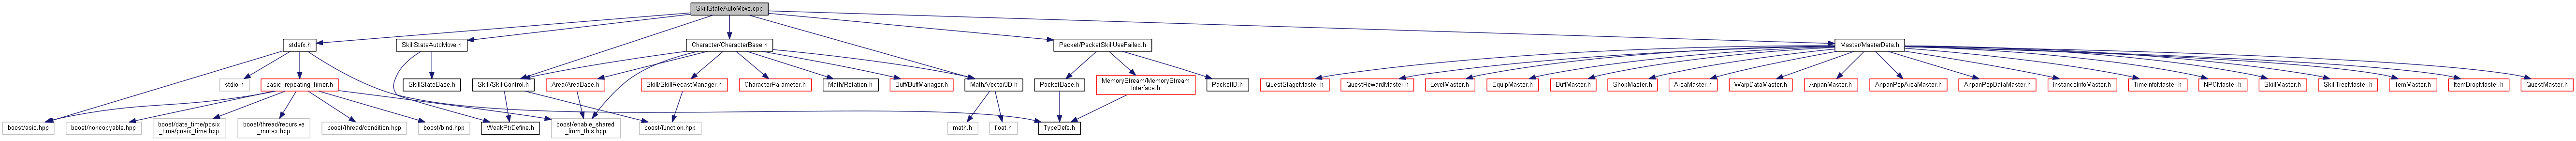 SkillStateAutoMove.cpp
stdafx.h
SkillStateAutoMove.h
Character/CharacterBase.h
Packet/PacketSkillUseFailed.h
Master/MasterData.h
stdio.h
basic_repeating_timer.h
SkillStateBase.h
Skill/SkillControl.h
Area/AreaBase.h
Skill/SkillRecastManager.h
CharacterParameter.h
Math/Rotation.h
Buff/BuffManager.h
Math/Vector3D.h
PacketBase.h
MemoryStream/MemoryStream
Interface.h
PacketID.h
QuestStageMaster.h
QuestRewardMaster.h
LevelMaster.h
EquipMaster.h
BuffMaster.h
ShopMaster.h
AreaMaster.h
WarpDataMaster.h
AnpanMaster.h
AnpanPopAreaMaster.h
AnpanPopDataMaster.h
InstanceInfoMaster.h
TimeInfoMaster.h
NPCMaster.h
SkillMaster.h
SkillTreeMaster.h
ItemMaster.h
ItemDropMaster.h
QuestMaster.h
boost/asio.hpp
boost/noncopyable.hpp
boost/date_time/posix
_time/posix_time.hpp
boost/thread/recursive
_mutex.hpp
boost/thread/condition.hpp
boost/bind.hpp
WeakPtrDefine.h
boost/enable_shared
_from_this.hpp
boost/function.hpp
math.h
float.h
TypeDefs.h